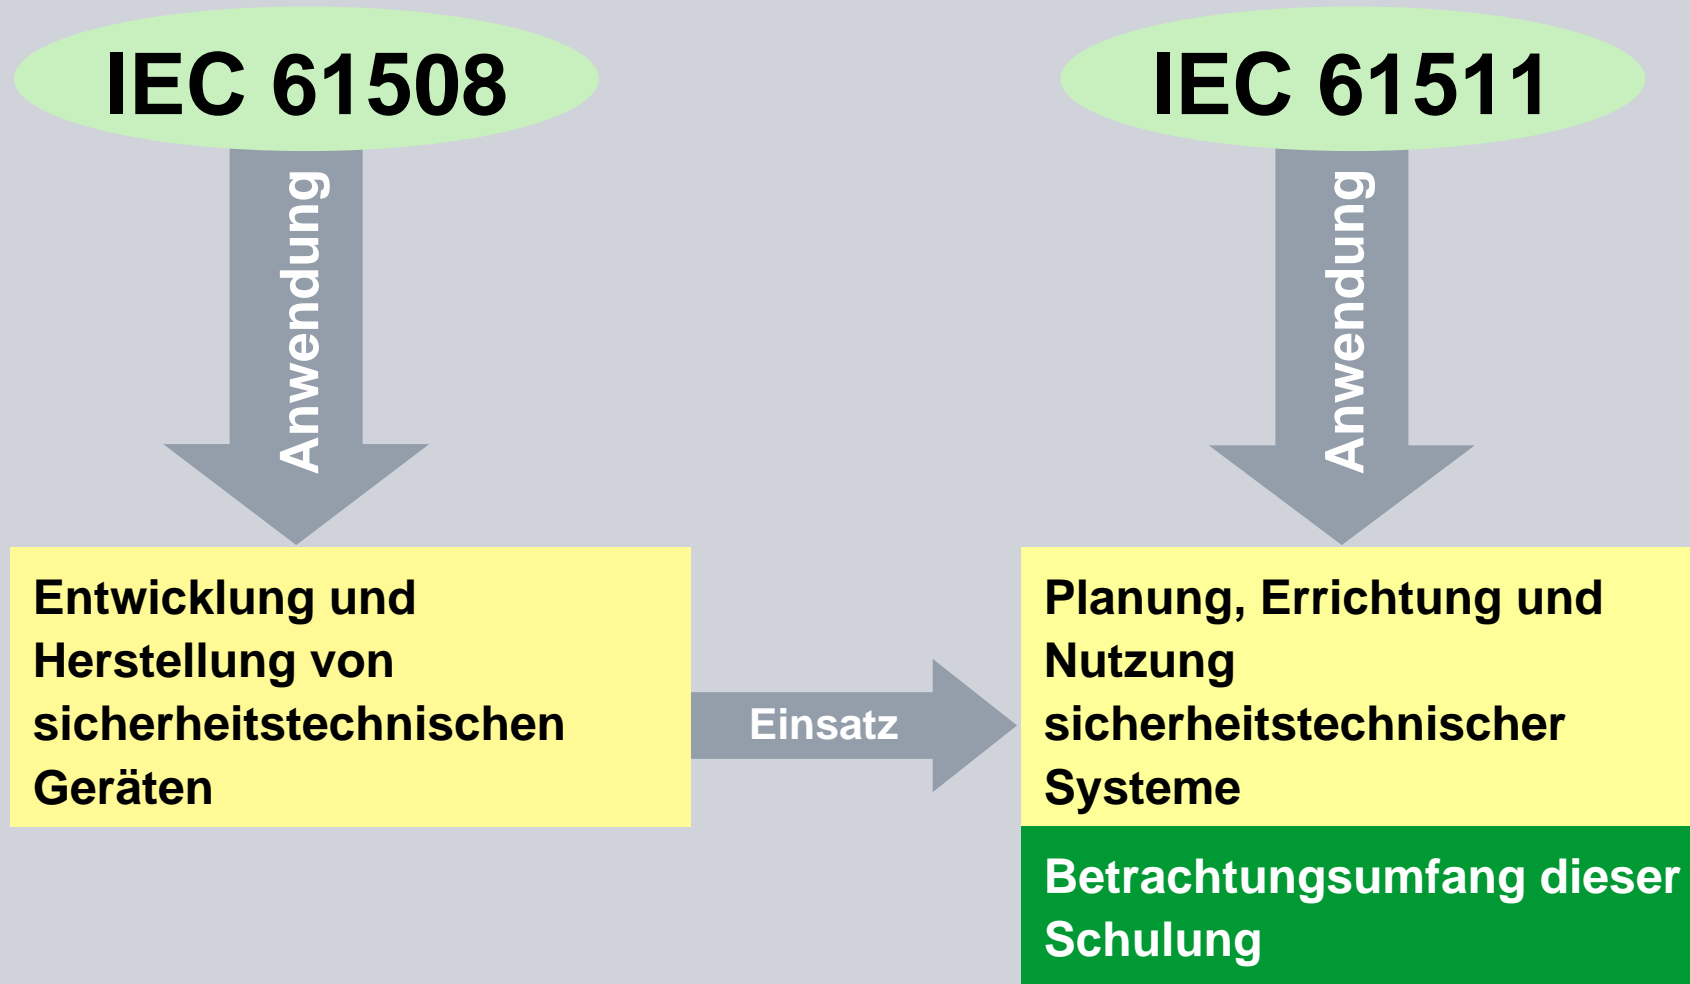 IEC 61508
IEC 61511
Anwendung
Anwendung
Entwicklung und
Herstellung von
sicherheitstechnischen
Geräten
Einsatz
Planung, Errichtung und
Nutzung
sicherheitstechnischer
Systeme
Betrachtungsumfang dieser
Schulung